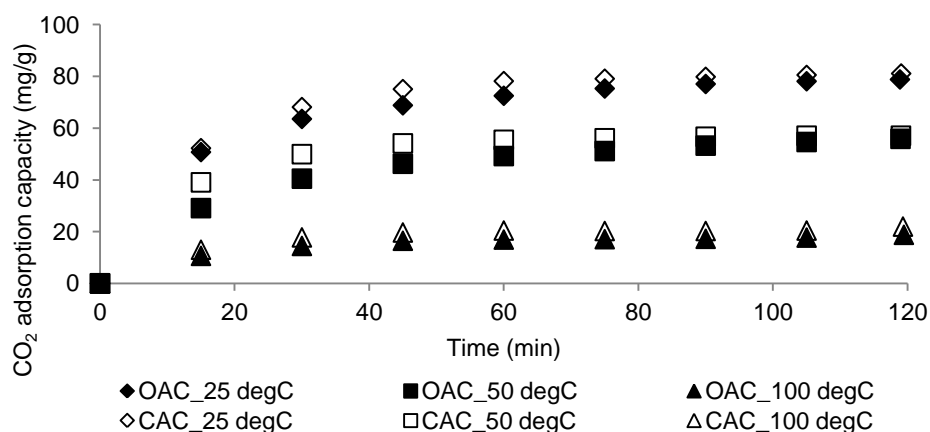 100
80
60
40
20
0
CO₂ adsorption capacity (mg/g)
0 20 40 60 80 100 120
Time (min)
OAC_25 degC OAC_50 degC OAC_100 degC
CAC_25 degC CAC_50 degC CAC_100 degC